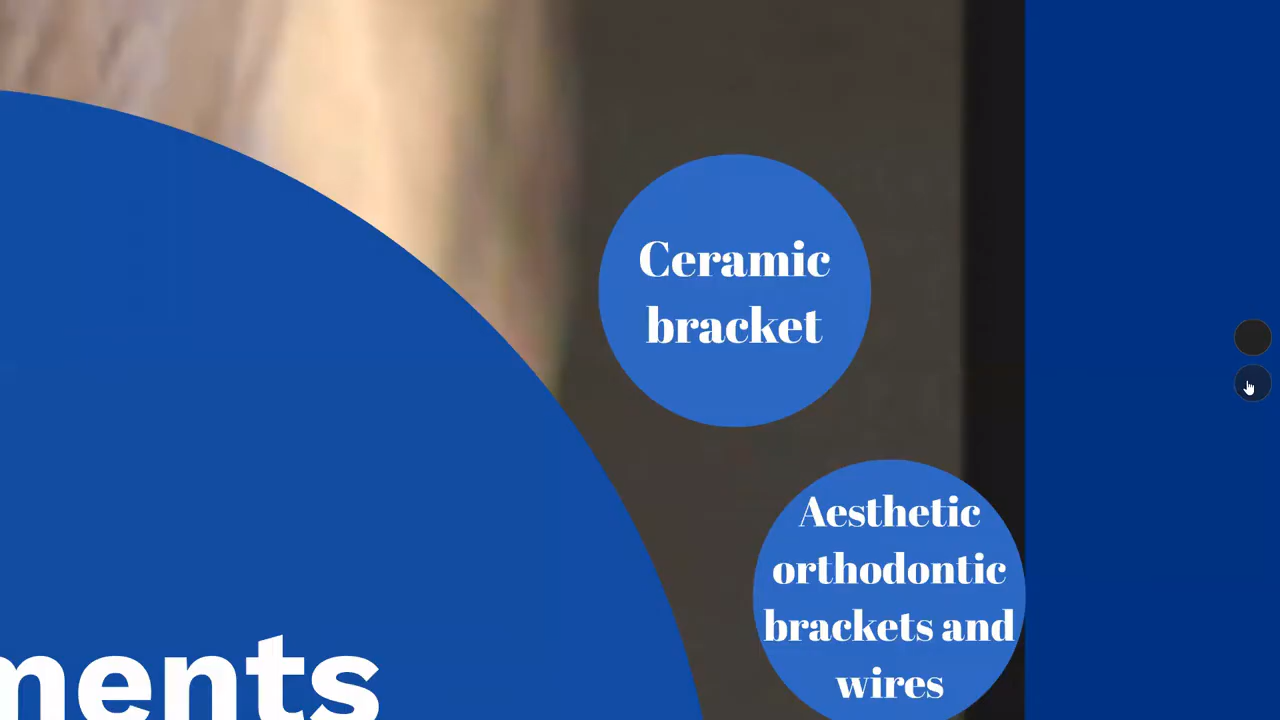 Ceramic
bracket
Aesthetic
orthodontic
brackets and
wires
ments